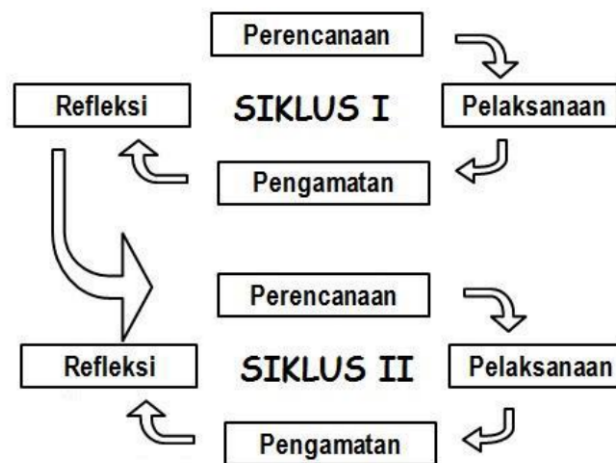 Perencanaan
Refleksi
SIKLUS I
Pelaksanaan
Pengamatan
Perencanaan
Refleksi
SIKLUS II
Pelaksanaan
Pengamatan